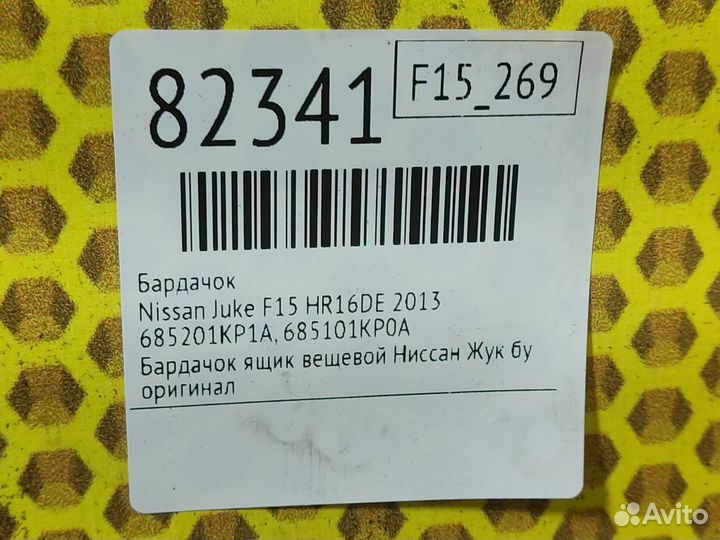 82341
F15_269
Бардачок
Nissan Juke F15 HR16DE 2013
685201KP1A, 685101KP0A
Бардачок ящик вещевой Ниссан Жук бу
оригинал
Avito